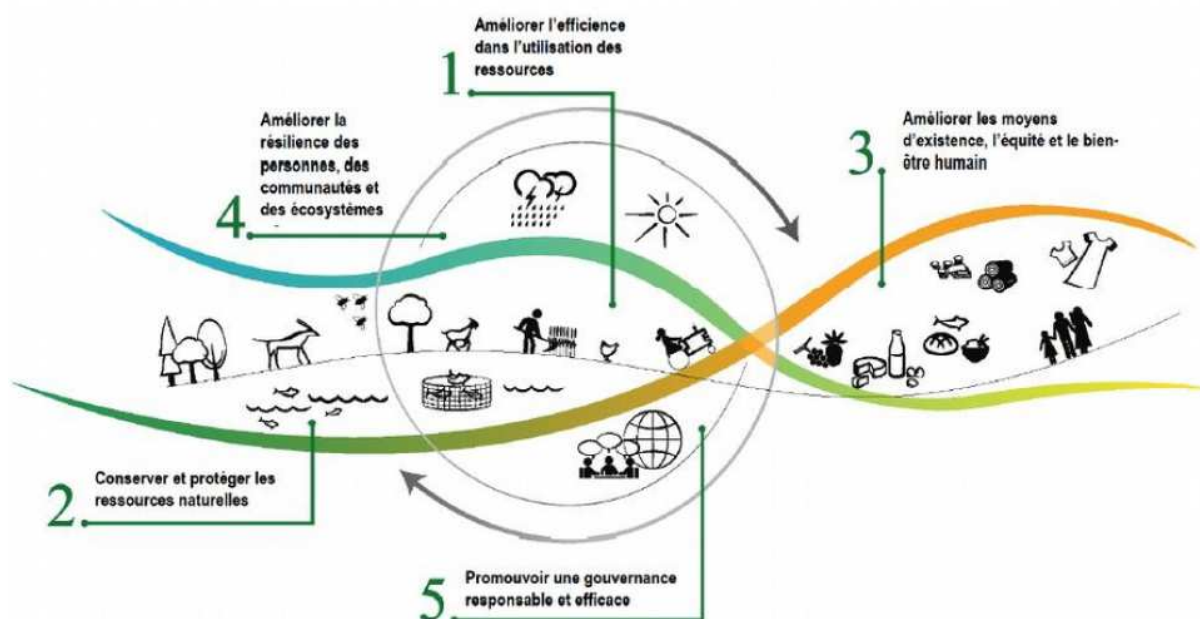 1
Améliorer l'efficience
dans l'utilisation des
ressources
2
Conserver et protéger les
ressources naturelles
3
Améliorer les moyens
d'existence, l'équité et le bien-
être humain
4
Améliorer la
résilience des
personnes, des
communautés et
des écosystèmes
5
Promouvoir une gouvernance
responsable et efficace